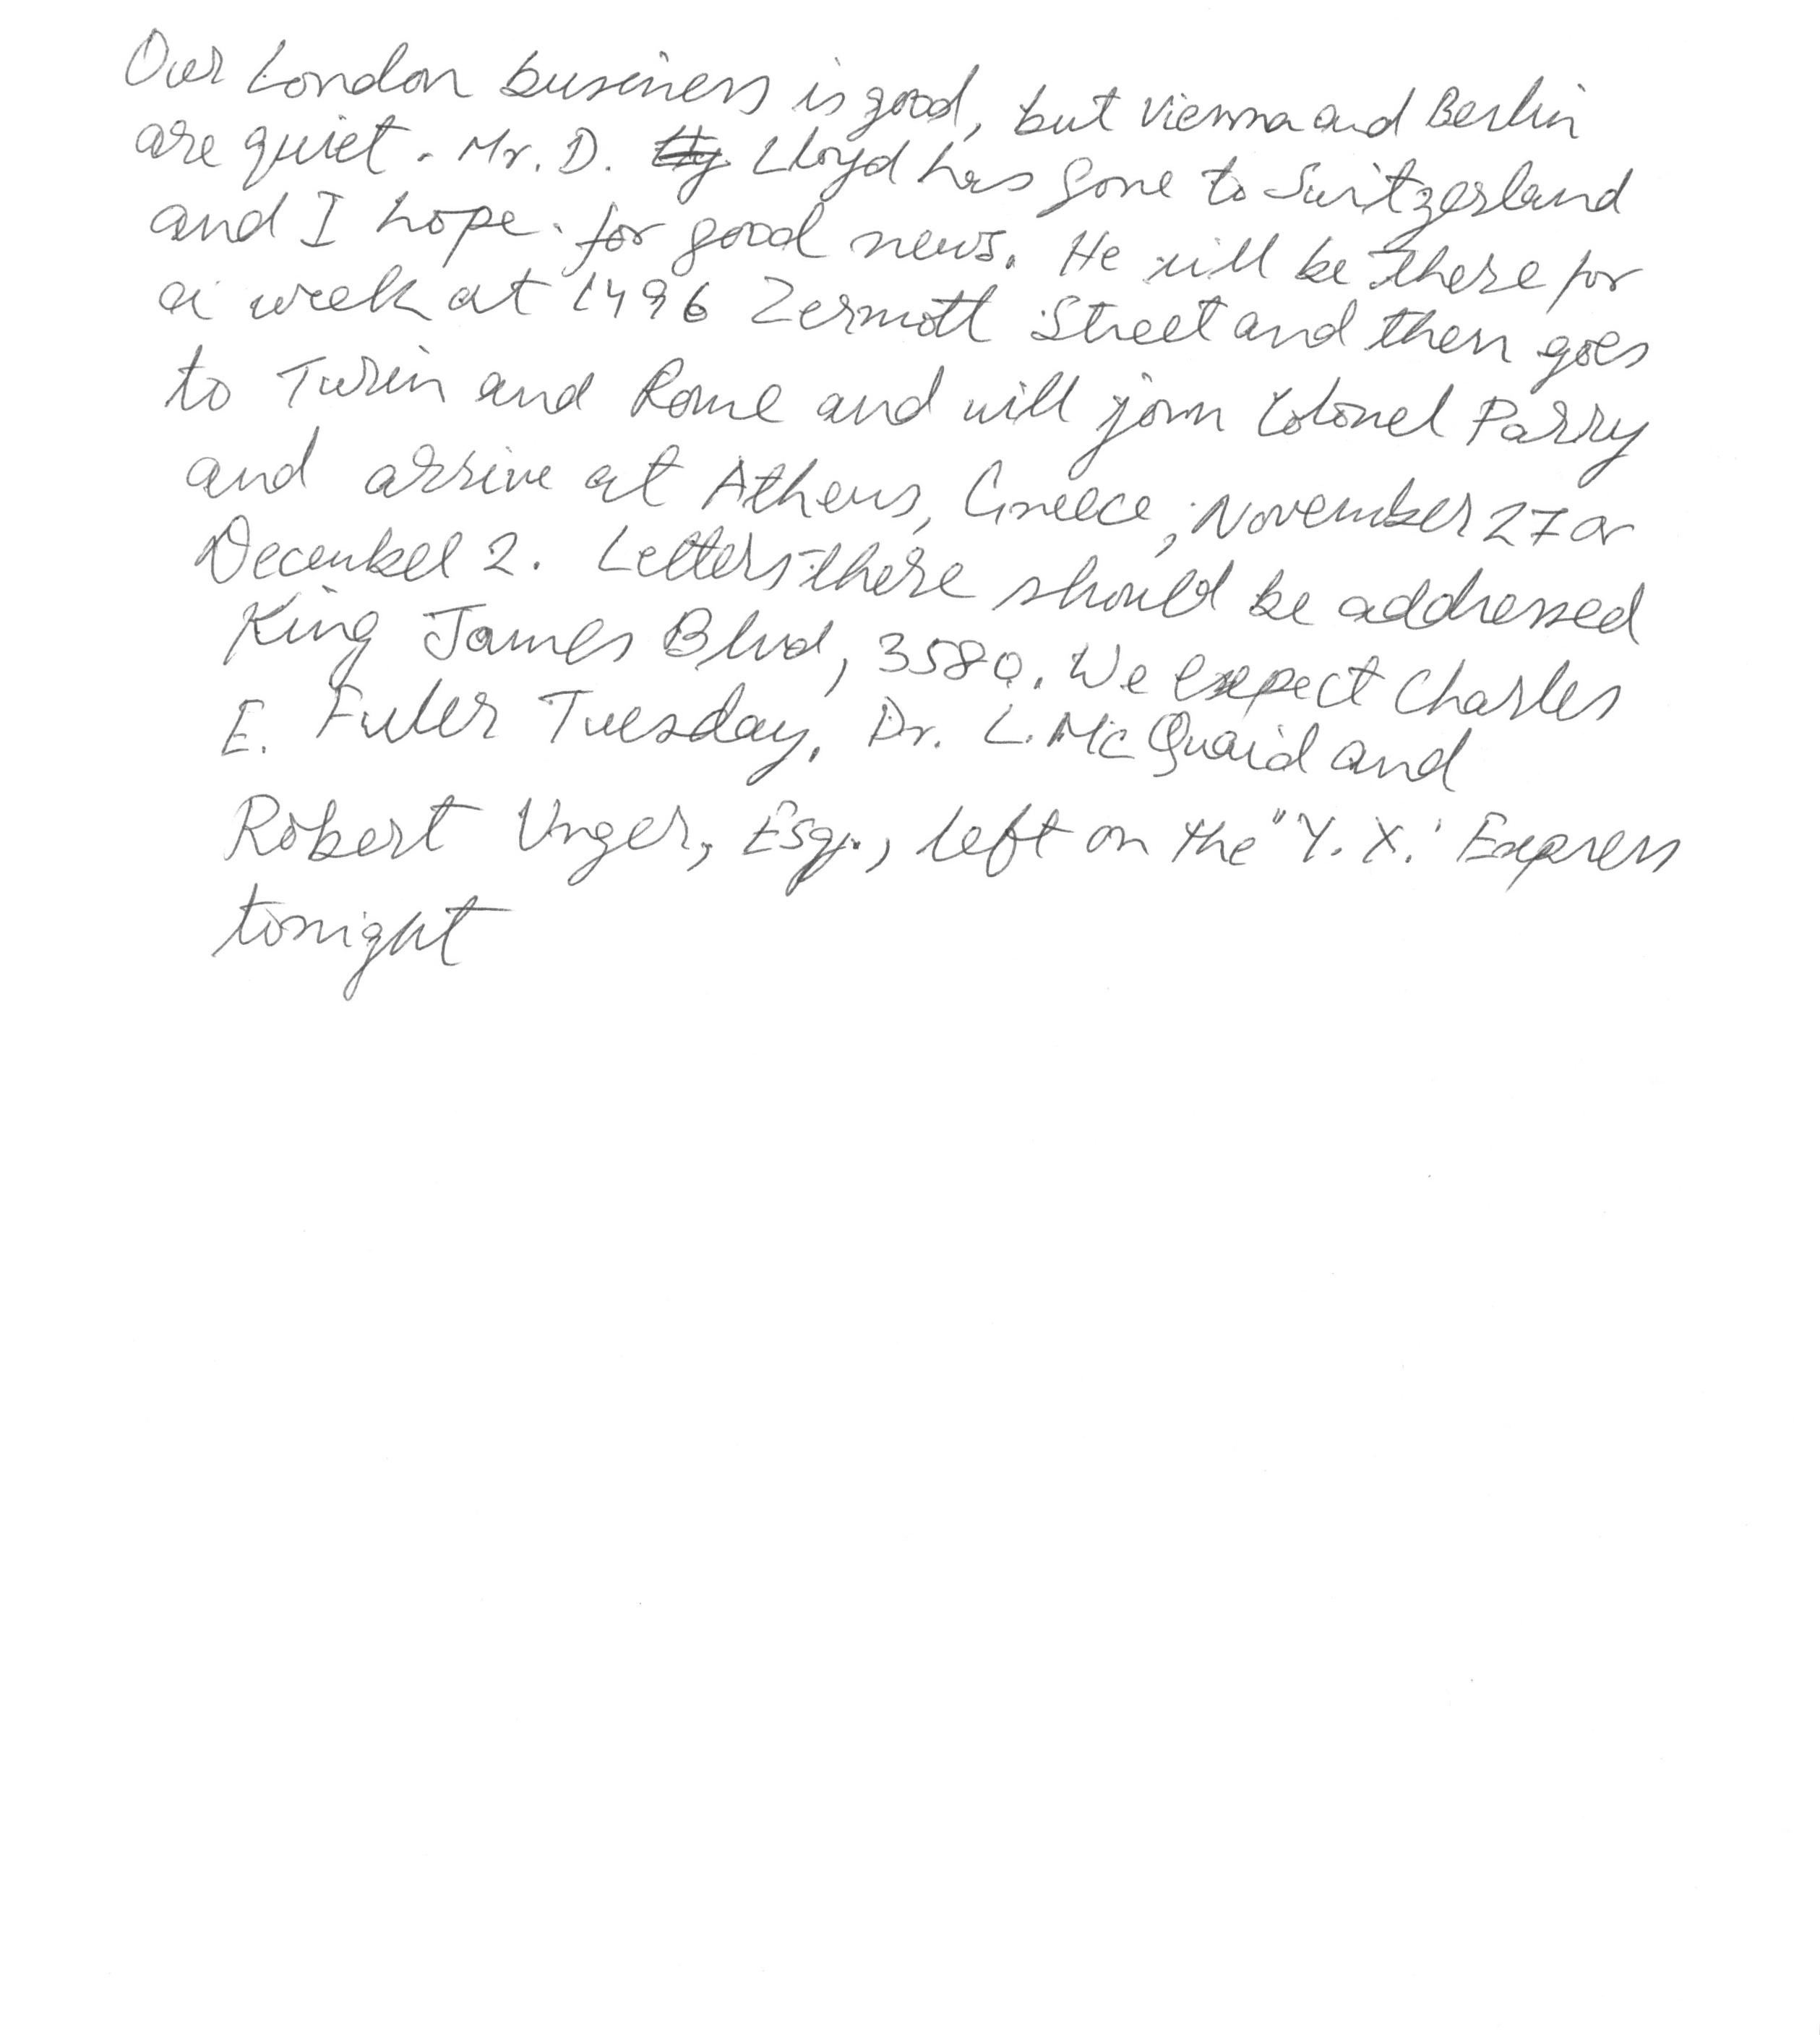 Our London business is good, but Vienna and Berlin
are quiet. Mr. D. Lloyd has gone to Switzerland
and I hope for good news. He will be there for
a week at 1496 Zermott Street and then goes
to Turin and Rome and will join Colonel Parry
and arrive at Athens, Greece, November 27 or
December 2. Letters there should be addressed
King James Blvd, 3580. We expect Charles
E. Fuler Tuesday. Dr. L. McQuaid and
Robert Unger, Esq., left on the "Y. X.' Express
tonight